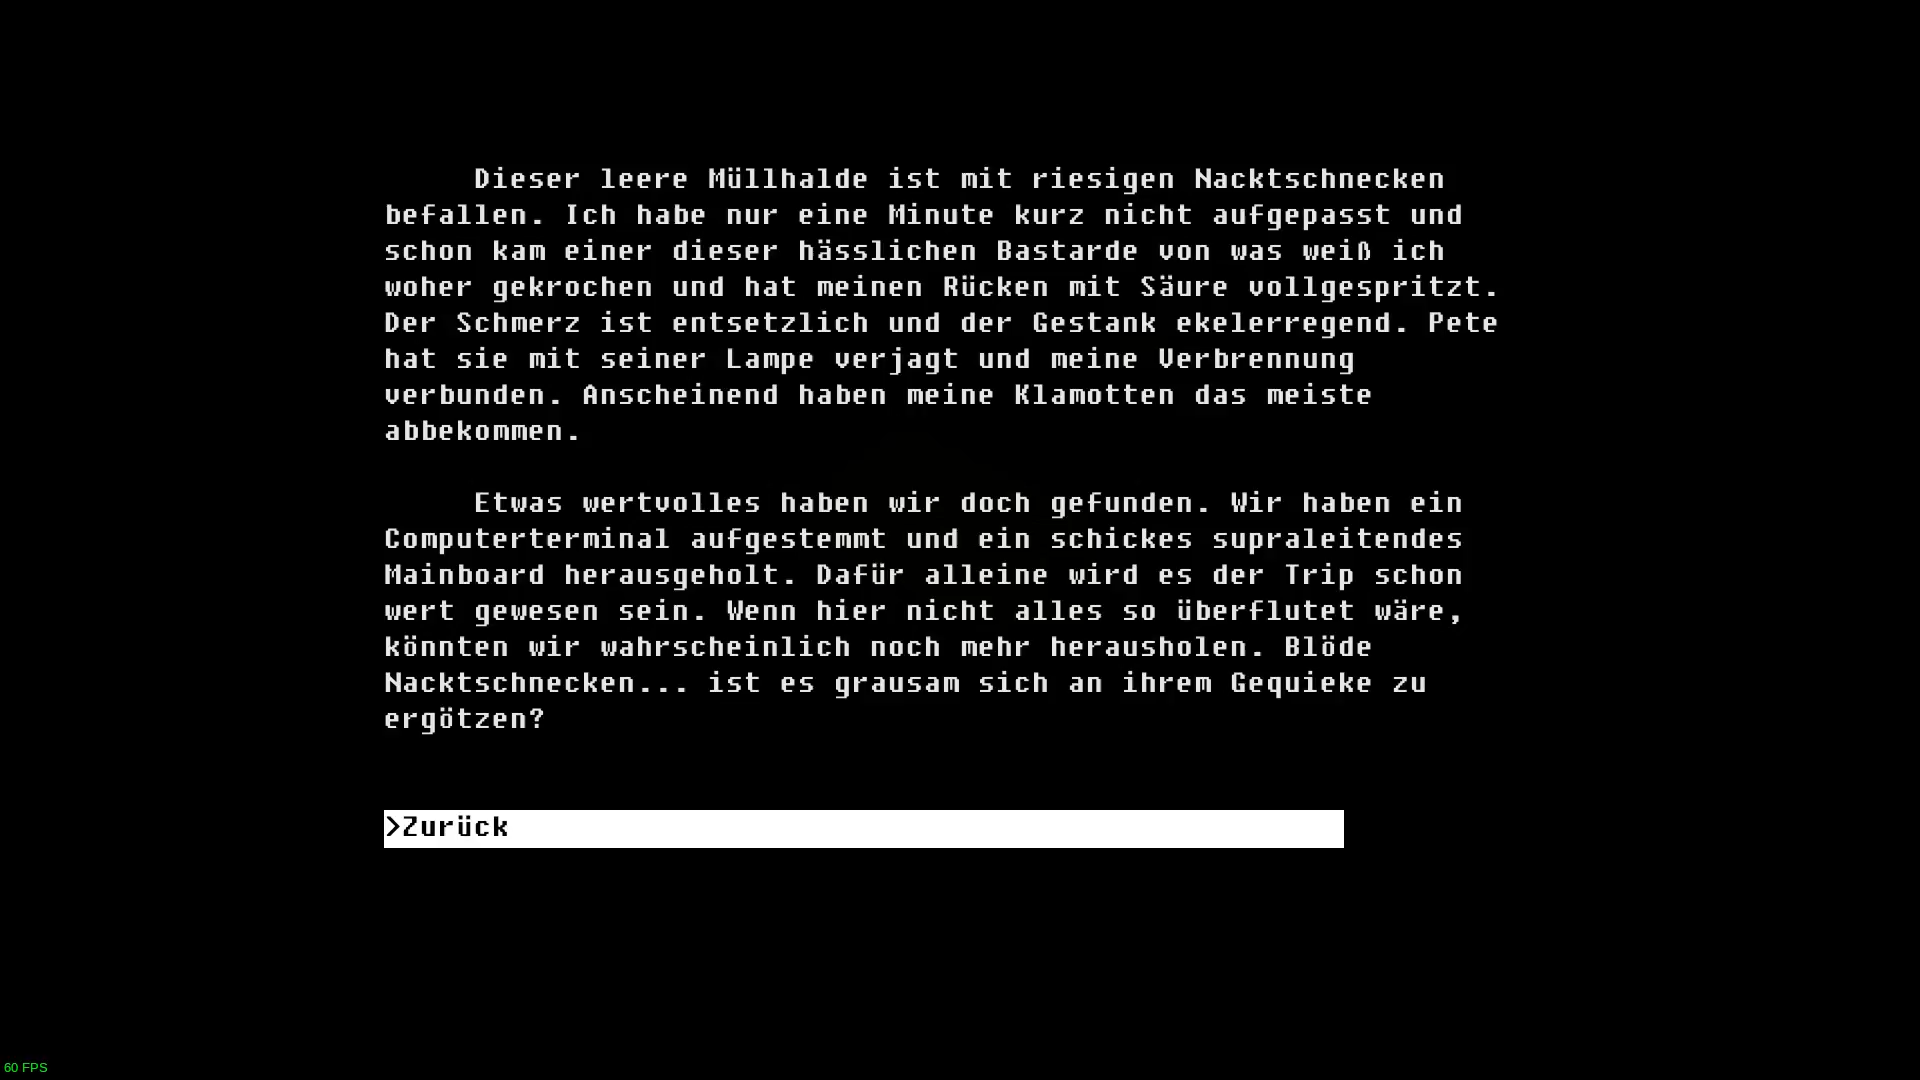 Dieser leere Müllhalde ist mit riesigen Nacktschnecken
befallen. Ich habe nur eine Minute kurz nicht aufgepasst und
schon kam einer dieser hässlichen Bastarde von was weiß ich
woher gekrochen und hat meinen Rücken mit Säure vollgespritzt.
Der Schmerz ist entsetzlich und der Gestank ekelerregend. Pete
hat sie mit seiner Lampe verjagt und meine Verbrennung
verbunden. Anscheinend haben meine Klamotten das meiste
abbekommen.
Etwas wertvolles haben wir doch gefunden. Wir haben ein
Computerterminal aufgestemmt und ein schickes supraleitendes
Mainboard herausgeholt. Dafür alleine wird es der Trip schon
wert gewesen sein. Wenn hier nicht alles so überflutet wäre,
könnten wir wahrscheinlich noch mehr herausholen. Blöde
Nacktschnecken... ist es grausam sich an ihrem Gequieke zu
ergötzen?
>Zurück
60 FPS